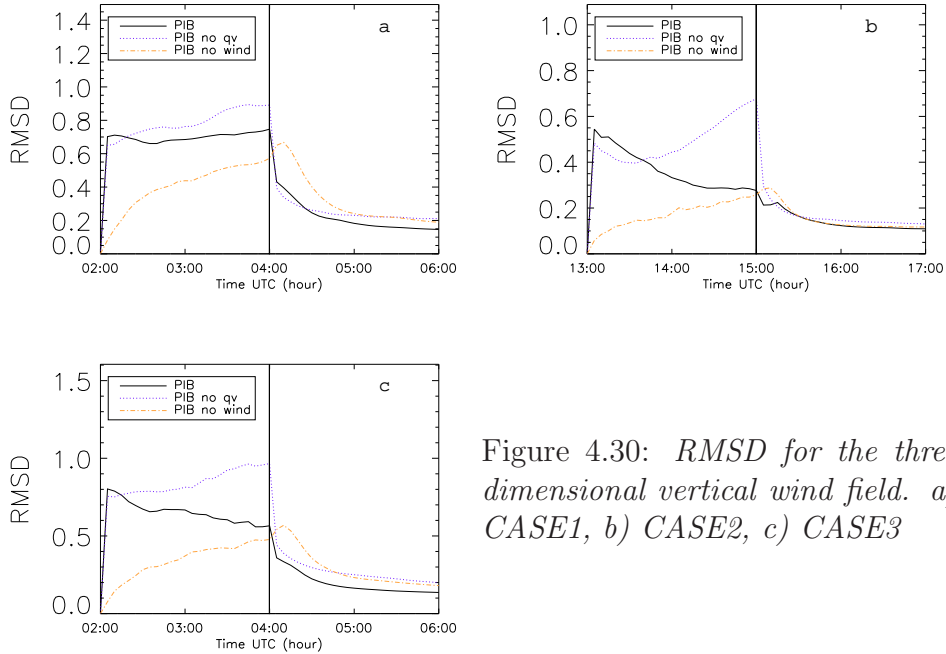 a
PIB
PIB no qv
PIB no wind
1.4
1.2
1.0
0.8
0.6
0.4
0.2
0.0
RMSD
02:00 03:00 04:00 05:00 06:00
Time UTC (hour)
b
PIB
PIB no qv
PIB no wind
1.0
0.8
0.6
0.4
0.2
0.0
RMSD
13:00 14:00 15:00 16:00 17:00
Time UTC (hour)
c
PIB
PIB no qv
PIB no wind
1.5
1.0
0.5
0.0
RMSD
02:00 03:00 04:00 05:00 06:00
Time UTC (hour)
Figure 4.30: RMSD for the three
dimensional vertical wind field. a
CASE1, b) CASE2, c) CASE3